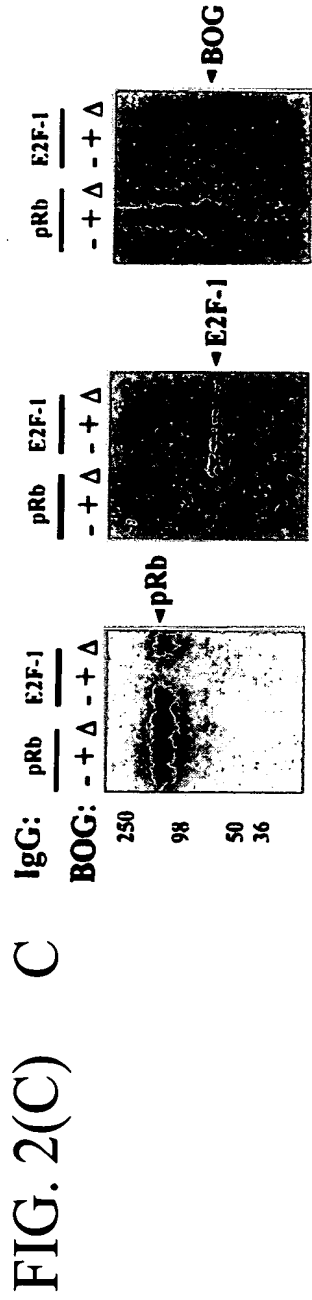 FIG. 2(C) C
IgG: pRb E2F-1 pRb E2F-1 pRb E2F-1
BOG: - + Δ - + Δ - + Δ - + Δ - + Δ - + Δ
250
98
50
36
◄pRb
◄E2F-1
◄BOG